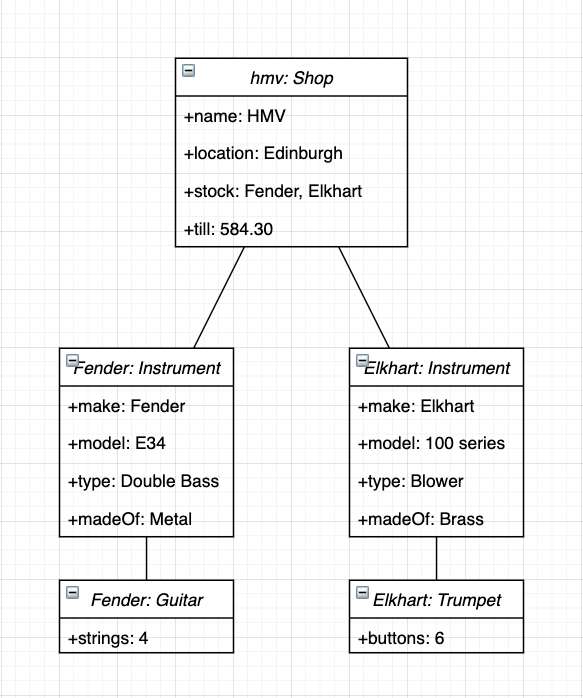 hmv: Shop
+name: HMV
+location: Edinburgh
+stock: Fender, Elkhart
+till: 584.30
Fender: Instrument
+make: Fender
+model: E34
+type: Double Bass
+madeOf: Metal
Elkhart: Instrument
+make: Elkhart
+model: 100 series
+type: Blower
+madeOf: Brass
Fender: Guitar
+strings: 4
Elkhart: Trumpet
+buttons: 6